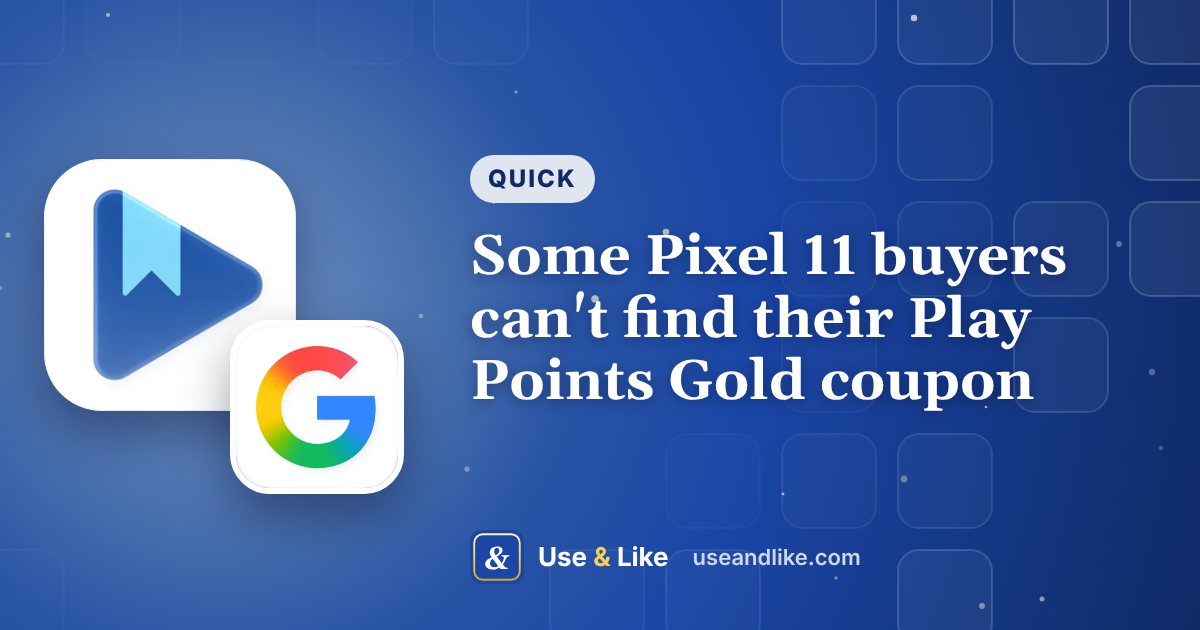 QUICK
Some Pixel 11 buyers
can't find their Play
Points Gold coupon
& Use & Like useandlike.com